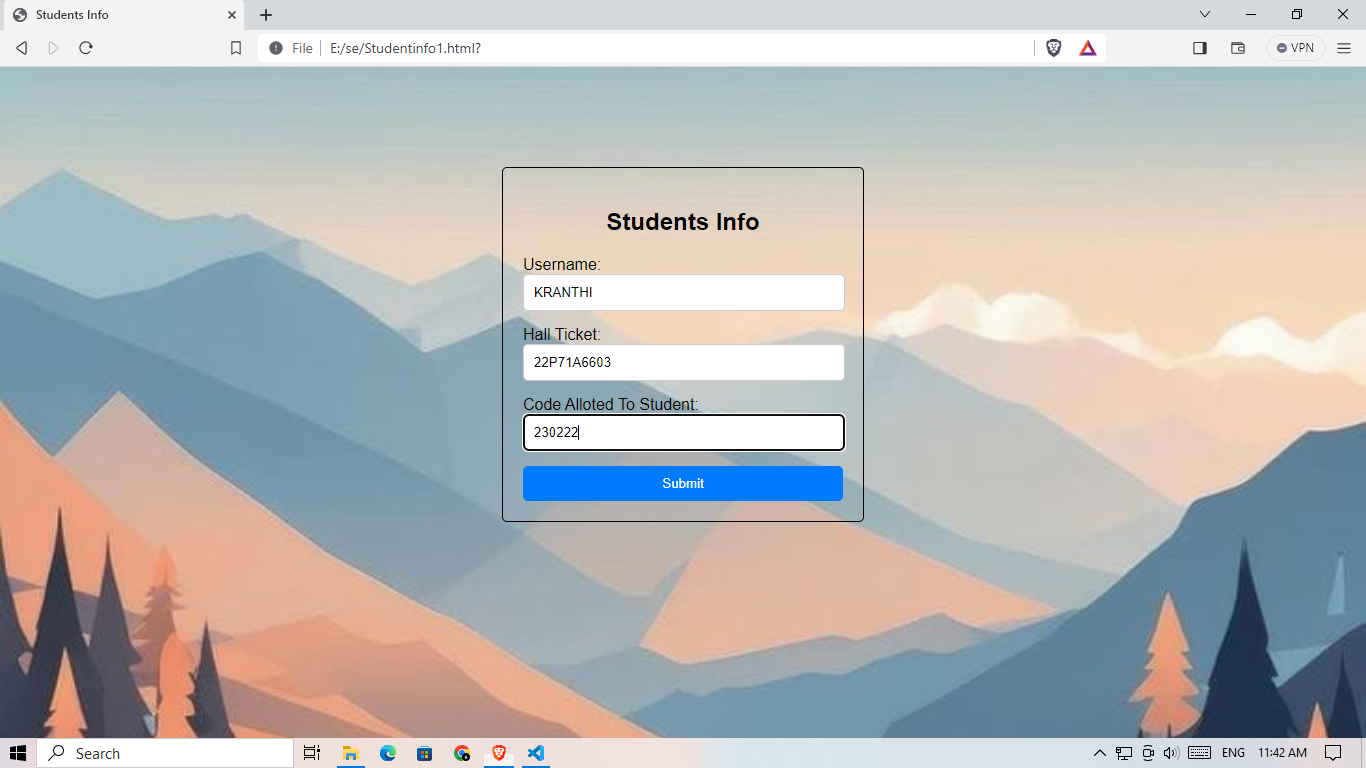 Students Info
File
E:/se/Studentinfo1.html?
VPN
Students Info
Username:
KRANTHI
Hall Ticket:
22P71A6603
Code Alloted To Student:
230222
Submit
Search
ENG
11:42 AM